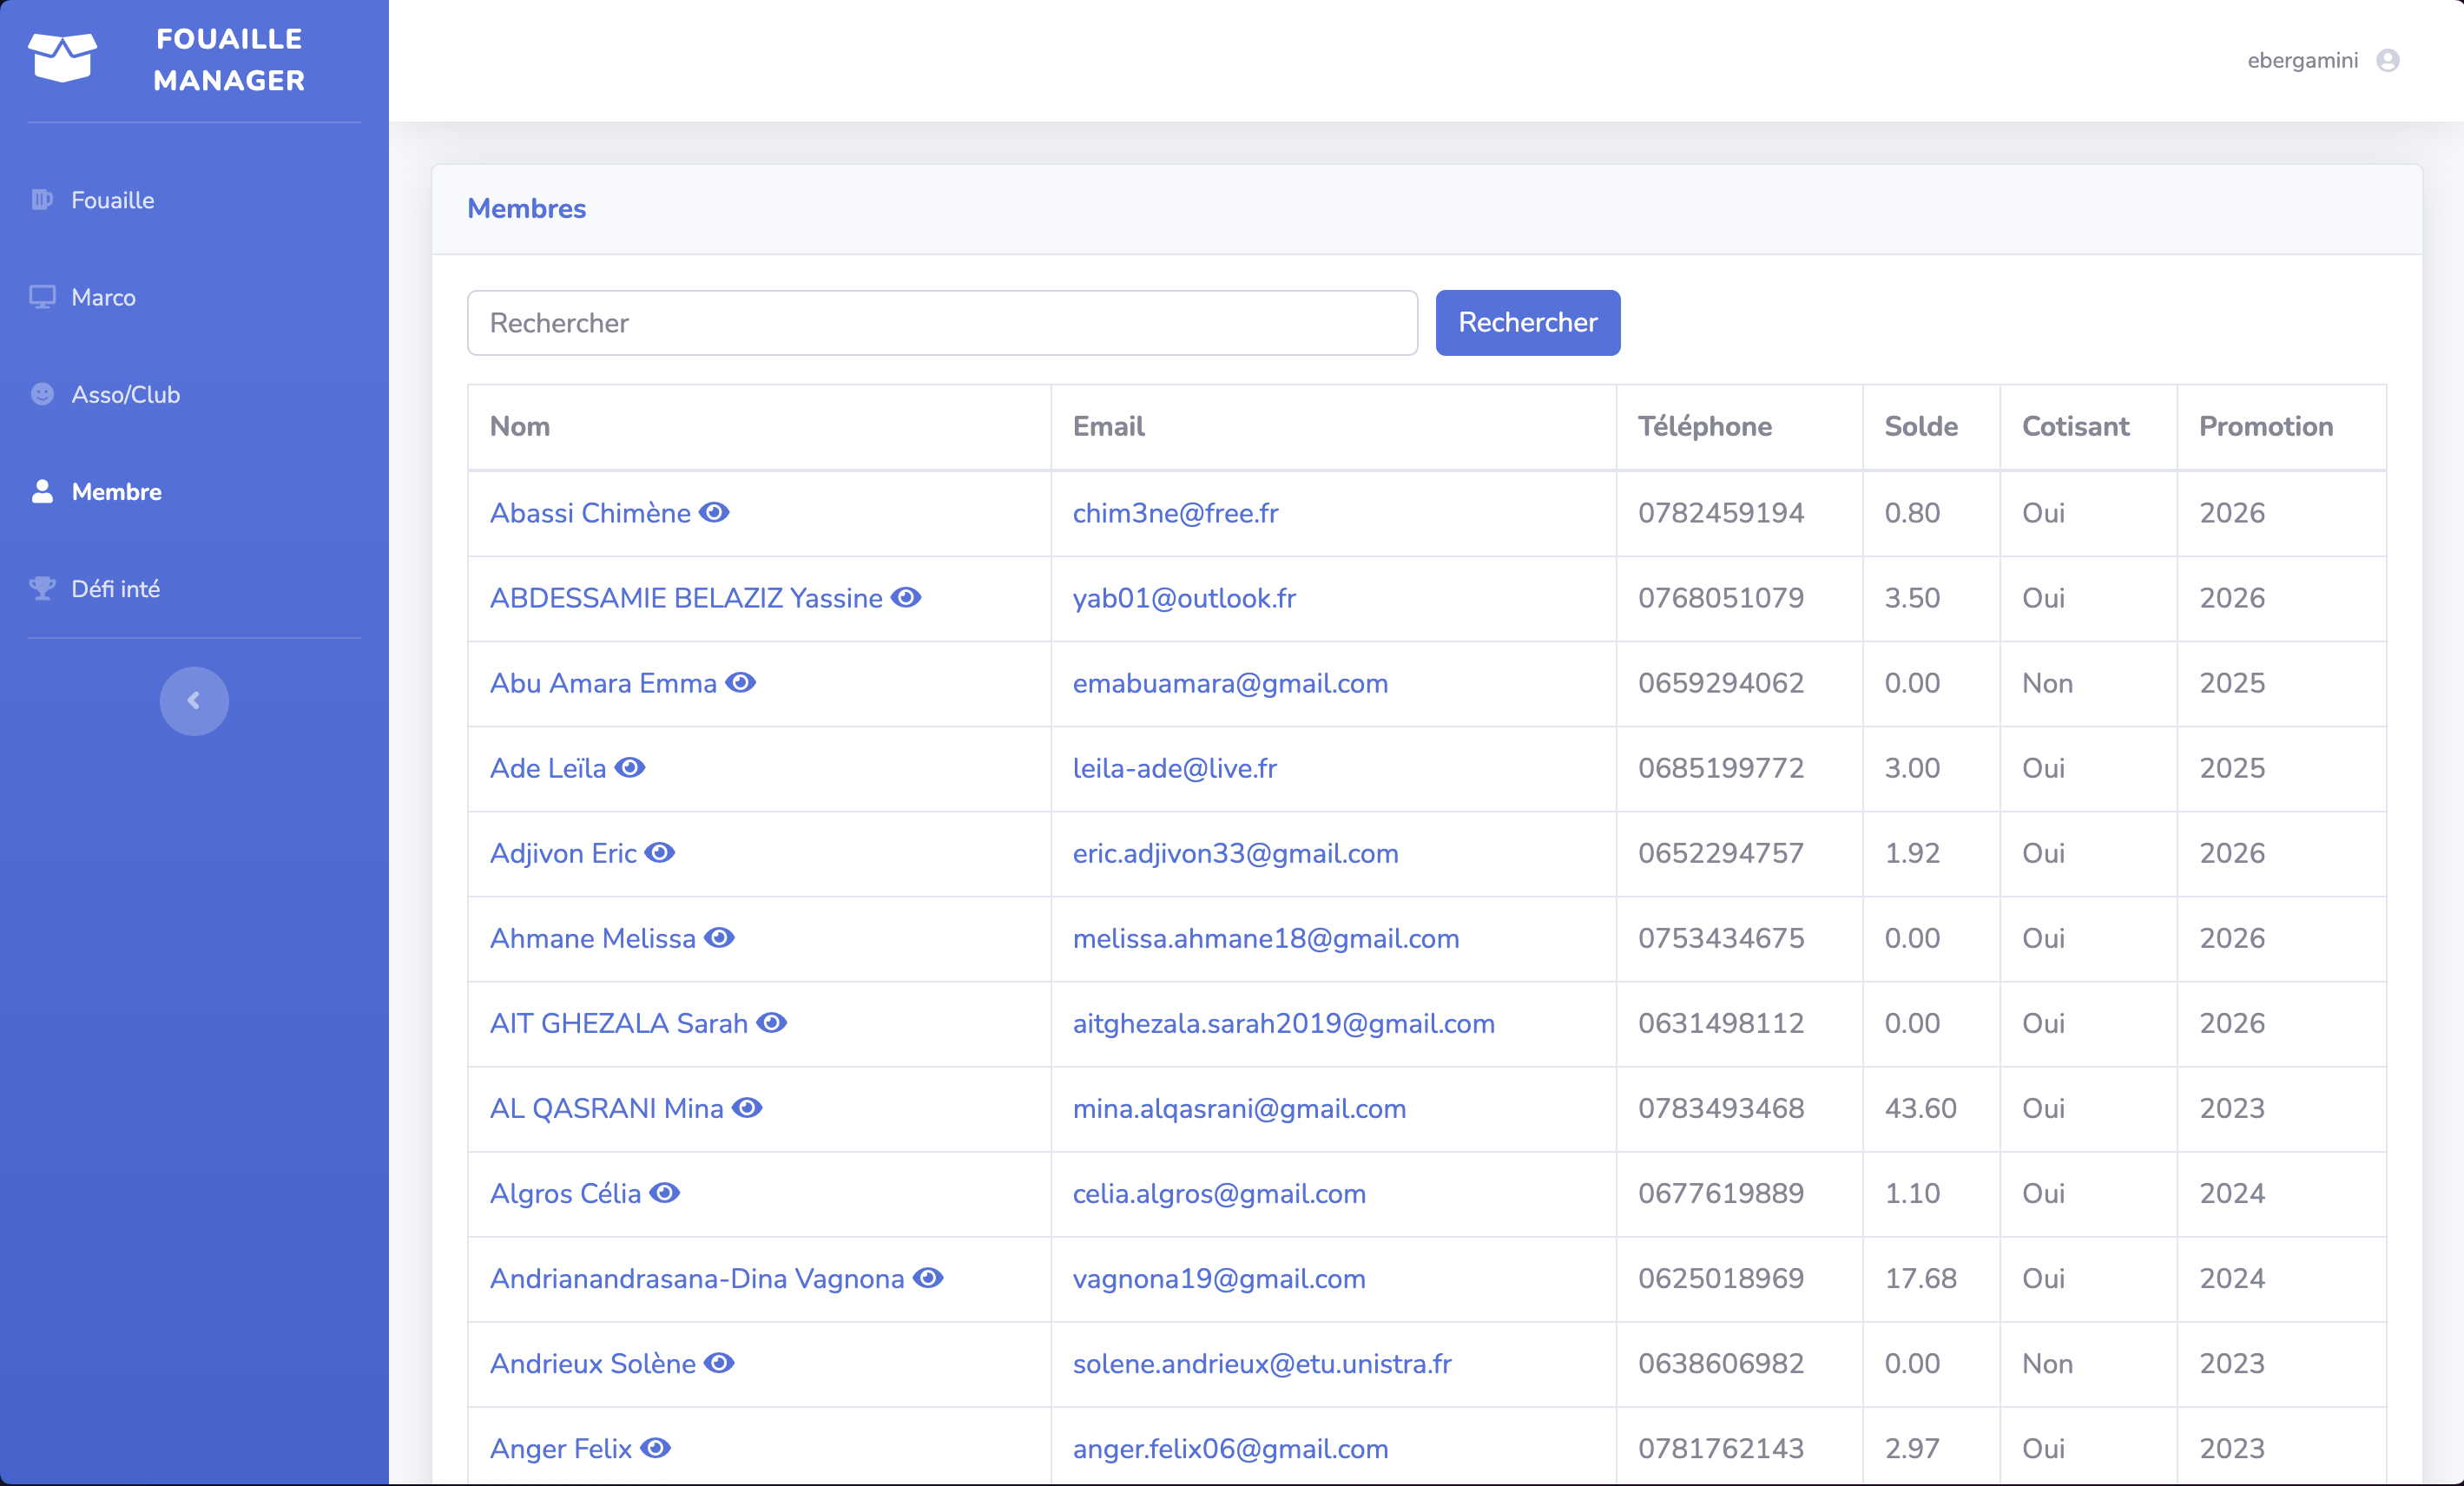 FOUAILLE
MANAGER
Fouaille
Marco
Asso/Club
Membre
Défi inté
ebergamini
Membres
Rechercher Rechercher
Nom Email Téléphone Solde Cotisant Promotion
Abassi Chimène chim3ne@free.fr 0782459194 0.80 Oui 2026
ABDESSAMIE BELAZIZ Yassine yab01@outlook.fr 0768051079 3.50 Oui 2026
Abu Amara Emma emabuamara@gmail.com 0659294062 0.00 Non 2025
Ade Leïla leila-ade@live.fr 0685199772 3.00 Oui 2025
Adjivon Eric eric.adjivon33@gmail.com 0652294757 1.92 Oui 2026
Ahmane Melissa melissa.ahmane18@gmail.com 0753434675 0.00 Oui 2026
AIT GHEZALA Sarah aitghezala.sarah2019@gmail.com 0631498112 0.00 Oui 2026
AL QASRANI Mina mina.alqasrani@gmail.com 0783493468 43.60 Oui 2023
Algros Célia celia.algros@gmail.com 0677619889 1.10 Oui 2024
Andrianandrasana-Dina Vagnona vagnona19@gmail.com 0625018969 17.68 Oui 2024
Andrieux Solène solene.andrieux@etu.unistra.fr 0638606982 0.00 Non 2023
Anger Felix anger.felix06@gmail.com 0781762143 2.97 Oui 2023